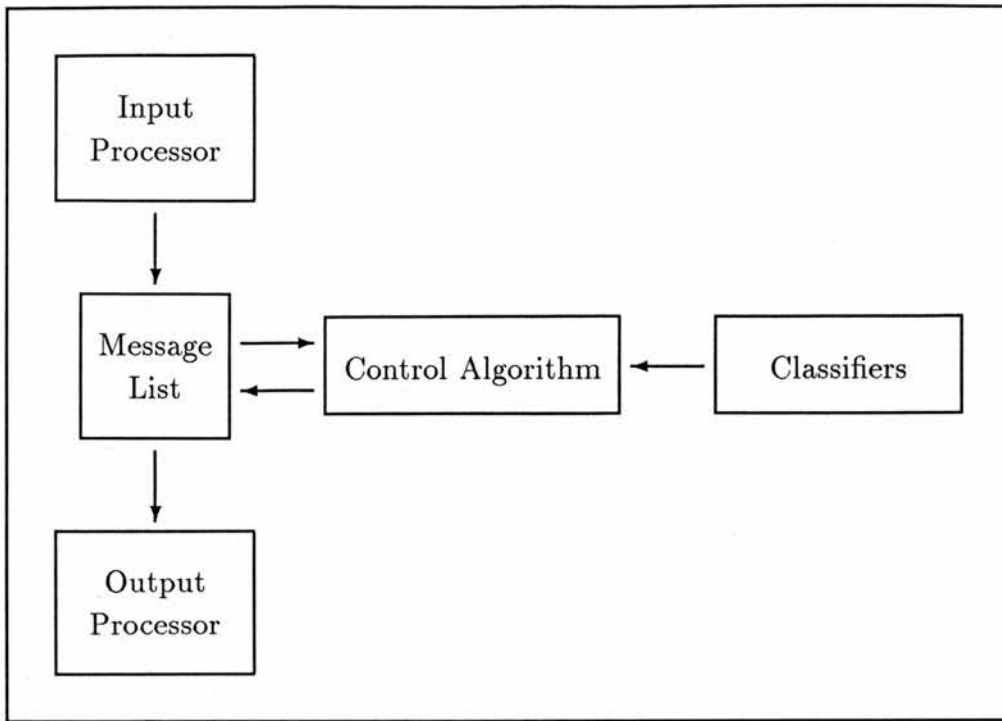 Input
Processor
Message
List
Control Algorithm
Classifiers
Output
Processor